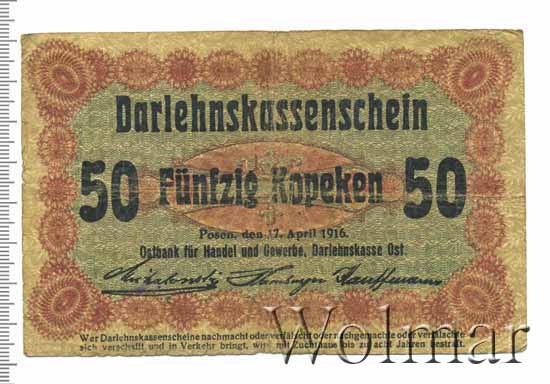 Darlehnskassenschein
50 Fünfzig Kopeken 50
Posen, den 17. April 1916.
Ostbank für Handel und Gewerbe, Darlehnskasse Ost.
Kauffmann
Wer Darlehnskassenscheine nachmacht oder verfälscht oder nachgemachte oder verfälschte
sich verschafft und in Verkehr bringt, wird mit Zuchthaus bis zu acht Jahren bestraft.
Wolmar